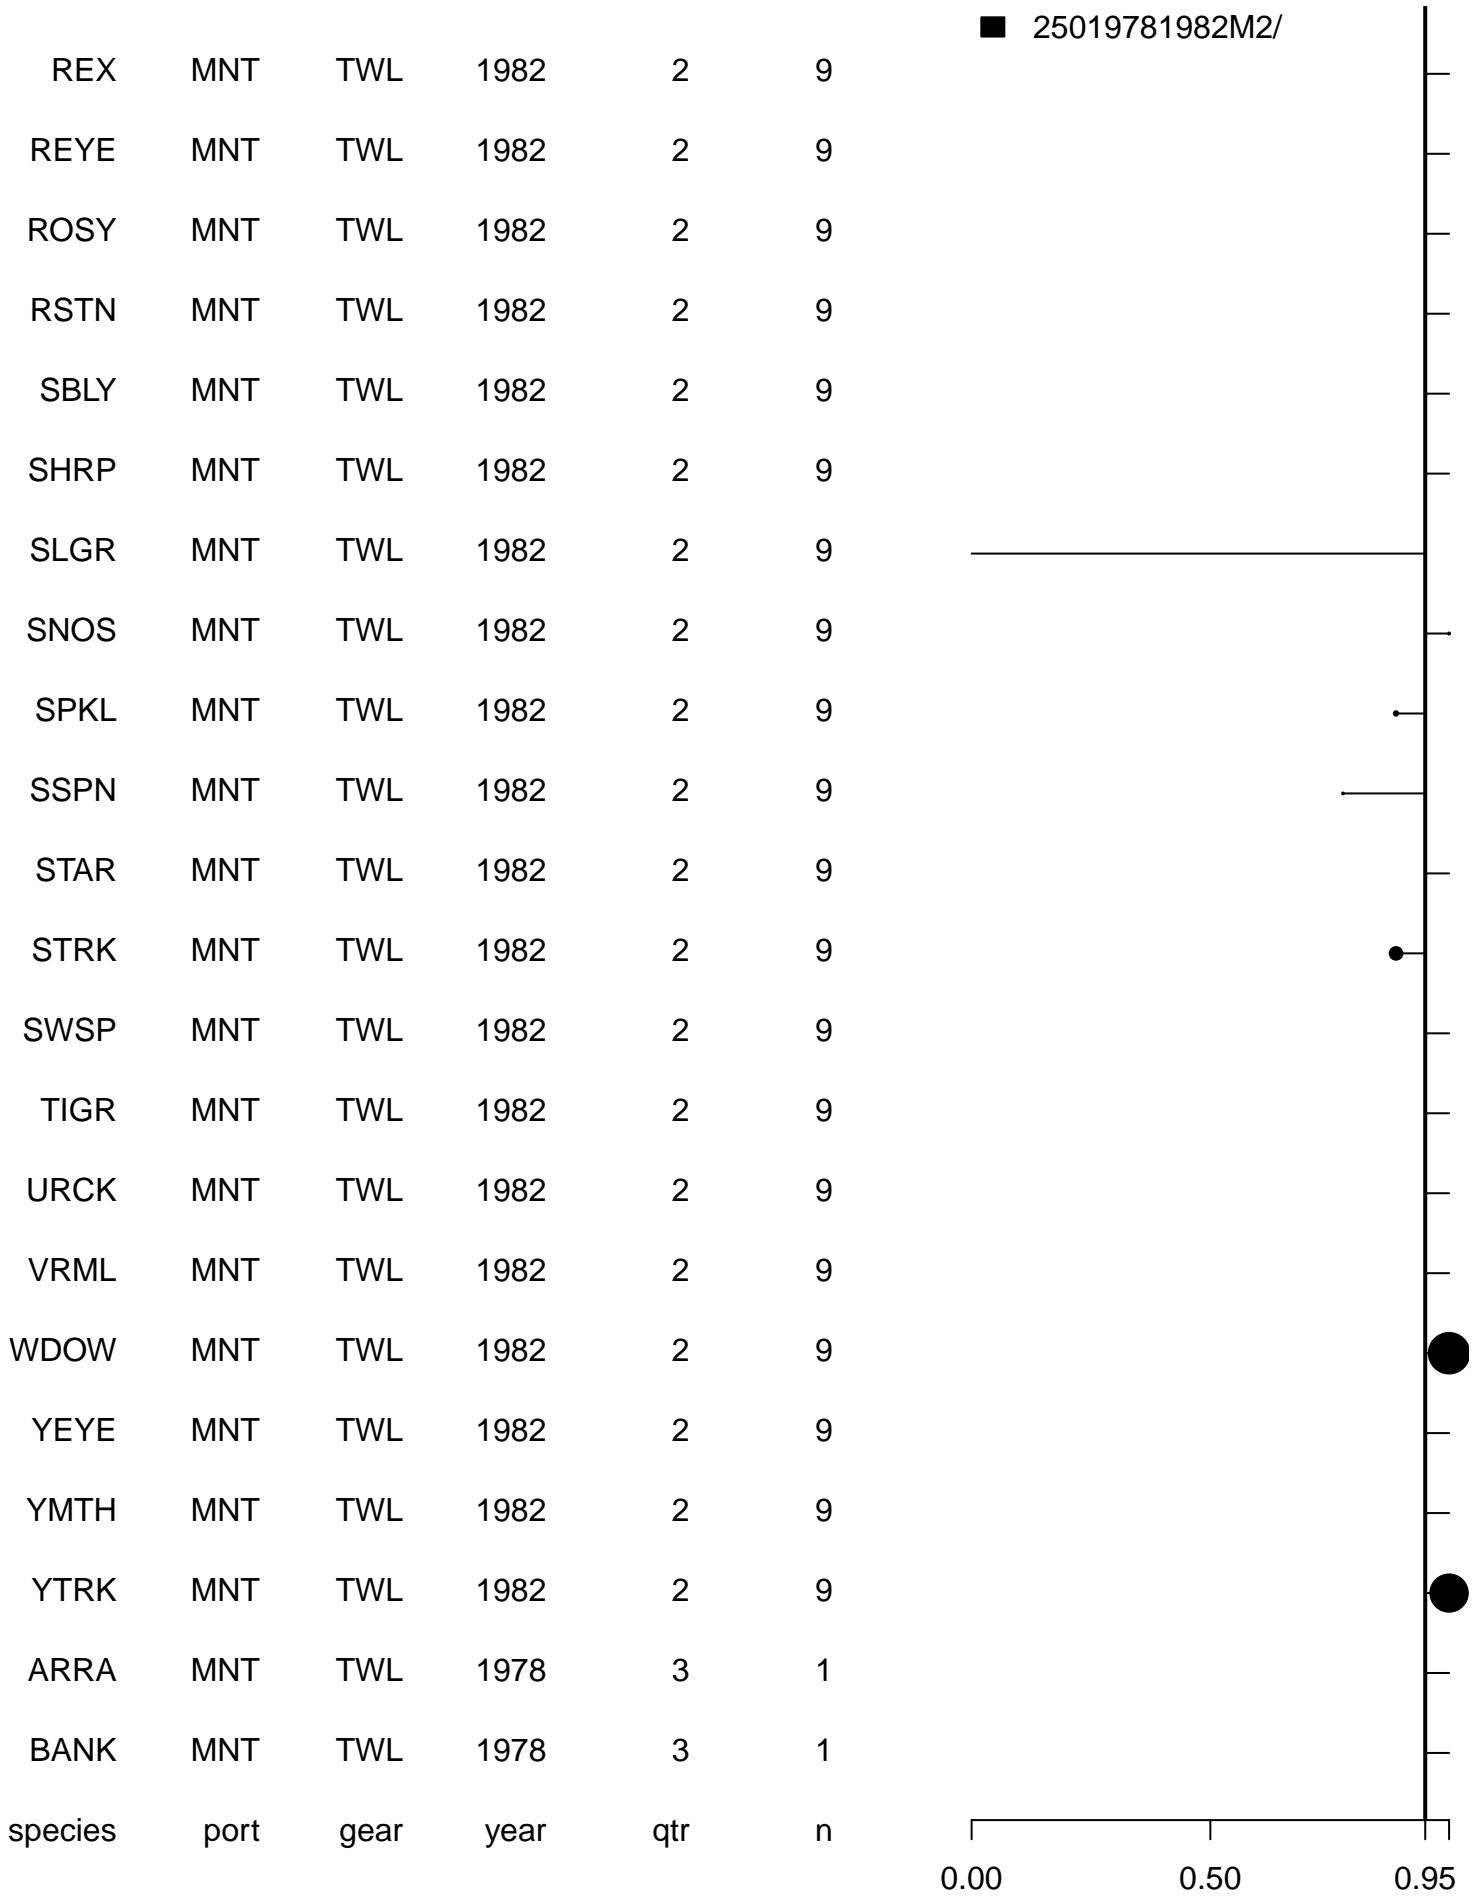 25019781982M2/
REX MNT TWL 1982 2 9
REYE MNT TWL 1982 2 9
ROSY MNT TWL 1982 2 9
RSTN MNT TWL 1982 2 9
SBLY MNT TWL 1982 2 9
SHRP MNT TWL 1982 2 9
SLGR MNT TWL 1982 2 9
SNOS MNT TWL 1982 2 9
SPKL MNT TWL 1982 2 9
SSPN MNT TWL 1982 2 9
STAR MNT TWL 1982 2 9
STRK MNT TWL 1982 2 9
SWSP MNT TWL 1982 2 9
TIGR MNT TWL 1982 2 9
URCK MNT TWL 1982 2 9
VRML MNT TWL 1982 2 9
WDOW MNT TWL 1982 2 9
YEYE MNT TWL 1982 2 9
YMTH MNT TWL 1982 2 9
YTRK MNT TWL 1982 2 9
ARRA MNT TWL 1978 3 1
BANK MNT TWL 1978 3 1
species port gear year qtr n
0.00 0.50 0.95